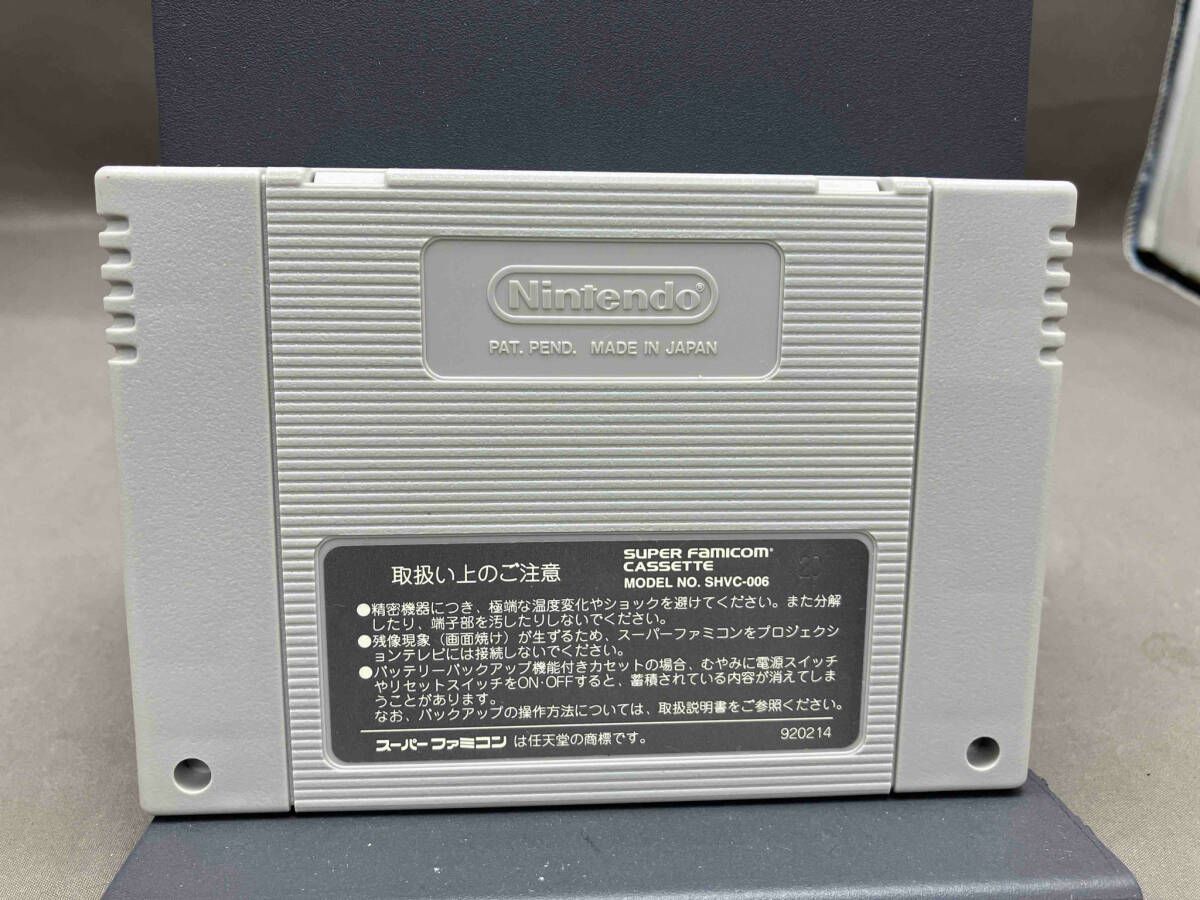 Nintendo®
PAT. PEND. MADE IN JAPAN
取扱い上のご注意
SUPER FAMICOM®
CASSETTE
MODEL NO. SHVC-006
●精密機器につき、極端な温度変化やショックを避けてください。また分解
したり、端子部を汚したりしないでください。
●残像現象(画面焼け)が生ずるため、スーパーファミコンをプロジェクシ
ョンテレビには接続しないでください。
●バッテリーバックアップ機能付きカセットの場合、むやみに電源スイッチ
やリセットスイッチをON・OFFすると、蓄積されている内容が消えてしま
うことがあります。
なお、バックアップの操作方法については、取扱説明書をご参照ください。
スーパーファミコン は任天堂の商標です。
920214